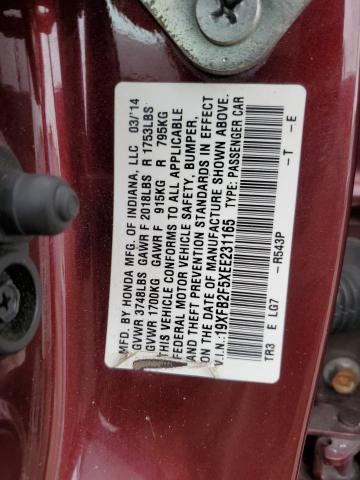 MFD. BY HONDA MFG. OF INDIANA, LLC 03/'14
GVWR 3748LBS GAWR F 2018LBS R 1753LBS
GVWR 1700KG GAWR F 915KG R 795KG
THIS VEHICLE CONFORMS TO ALL APPLICABLE
FEDERAL MOTOR VEHICLE SAFETY, BUMPER,
AND THEFT PREVENTION STANDARDS IN EFFECT
ON THE DATE OF MANUFACTURE SHOWN ABOVE.
V.I.N.:19XFB2F5XEE231165 TYPE: PASSENGER CAR
TR3 E LG7 - R543P - T - E